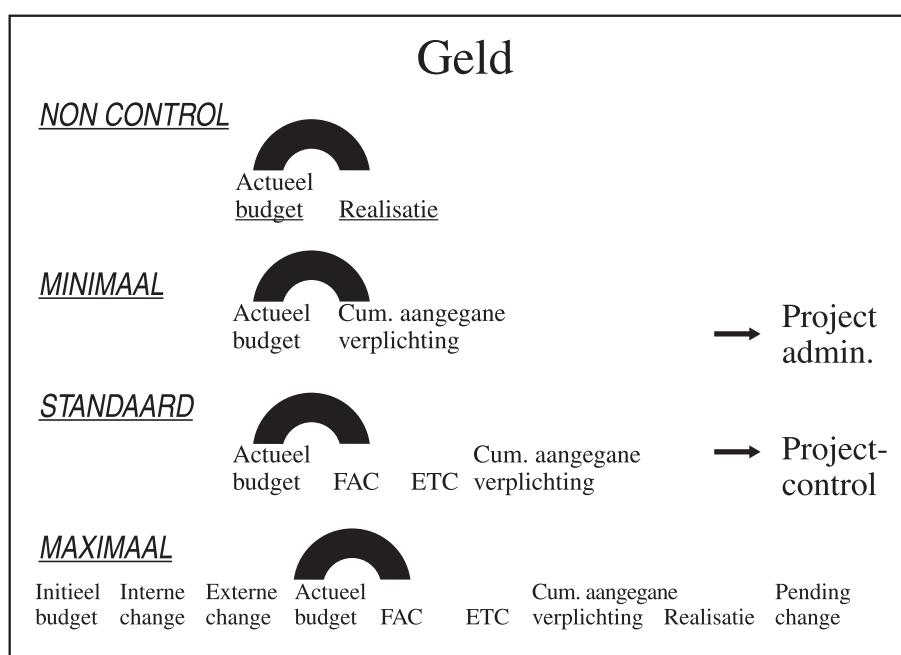 Geld
NON CONTROL
Actueel
budget Realisatie
MINIMAAL
Actueel Cum. aangegane
budget verplichting
Project
admin.
STANDAARD
Actueel Cum. aangegane
budget FAC ETC verplichting
Project-
control
MAXIMAAL
Initieel Interne Externe Actueel Cum. aangegane Pending
budget change change budget FAC ETC verplichting Realisatie change